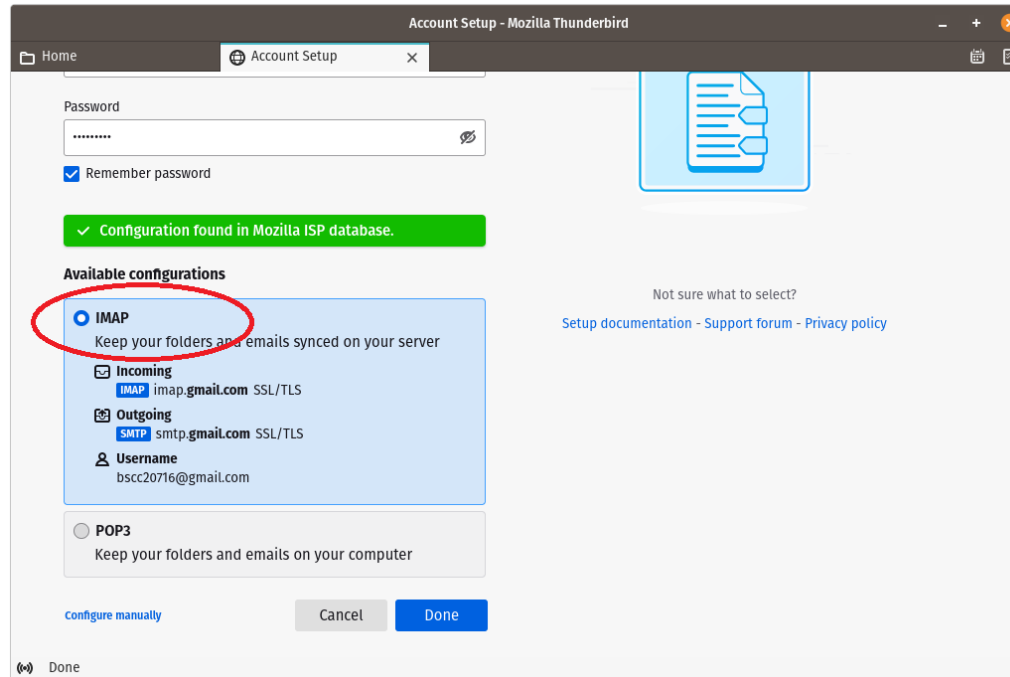 Account Setup - Mozilla Thunderbird
Home
Account Setup
Password
Remember password
Configuration found in Mozilla ISP database.
Available configurations
IMAP
Keep your folders and emails synced on your server
Incoming
IMAP imap.gmail.com SSL/TLS
Outgoing
SMTP smtp.gmail.com SSL/TLS
Username
bscc20716@gmail.com
POP3
Keep your folders and emails on your computer
Configure manually Cancel Done
Not sure what to select?
Setup documentation - Support forum - Privacy policy
Done